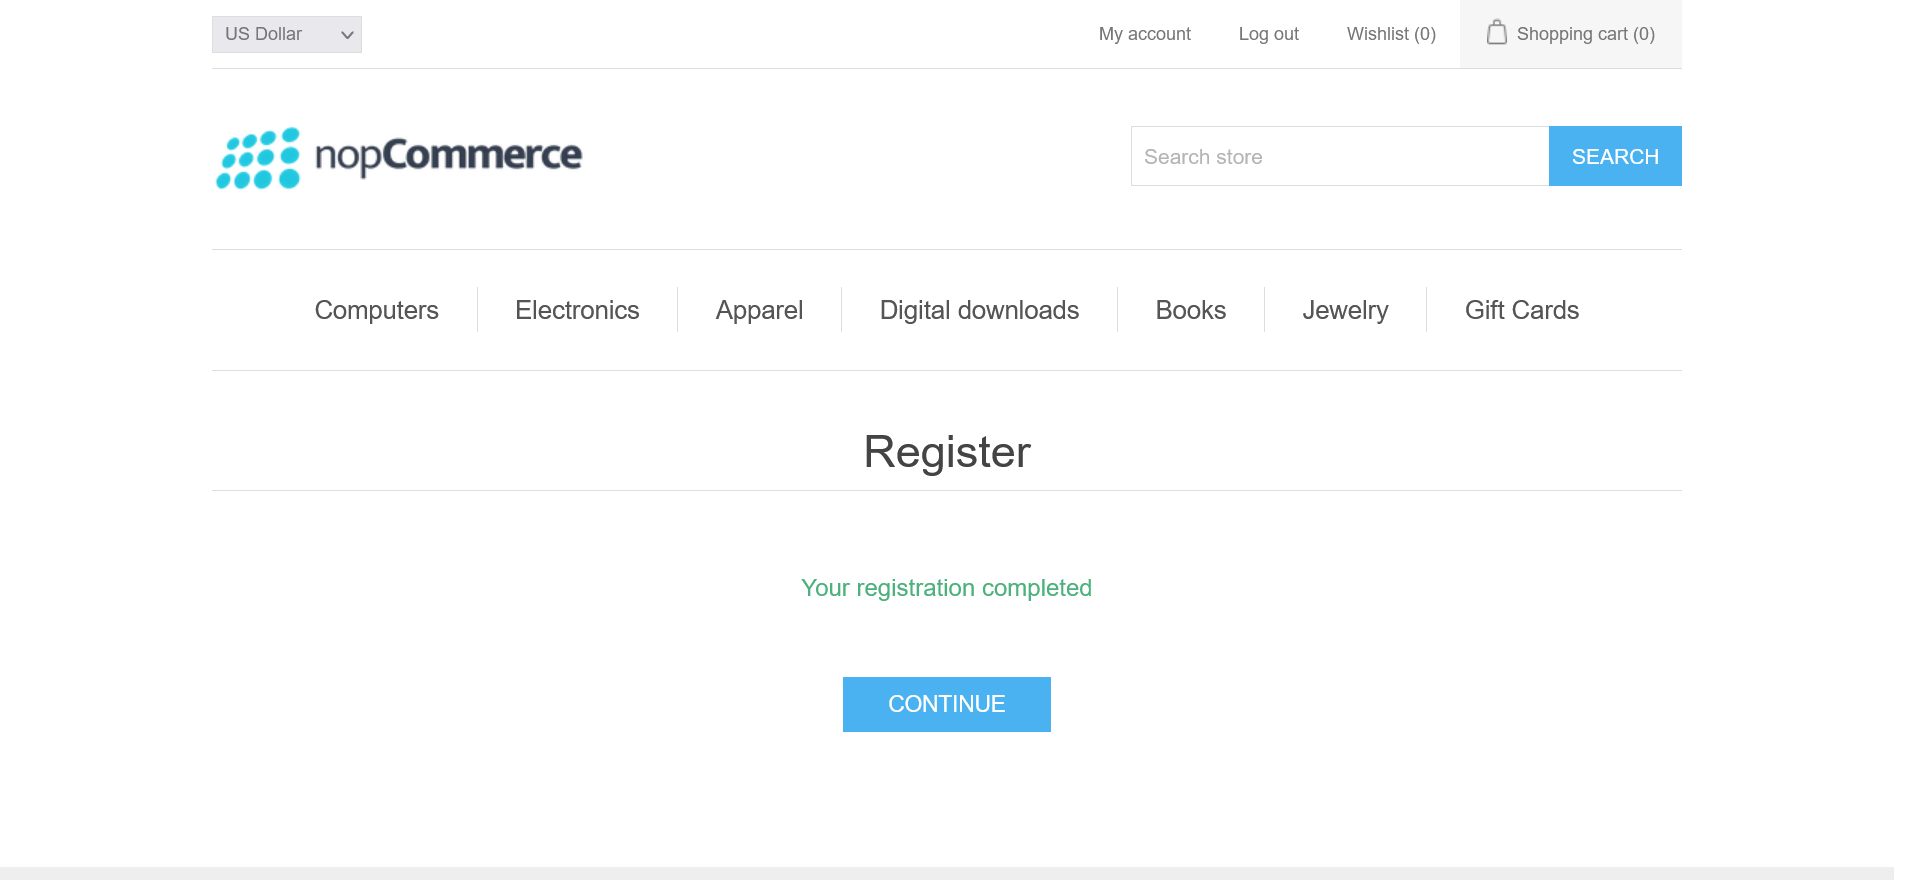 US Dollar
My account
Log out
Wishlist (0)
Shopping cart (0)
nopCommerce
Search store
SEARCH
Computers
Electronics
Apparel
Digital downloads
Books
Jewelry
Gift Cards
Register
Your registration completed
CONTINUE